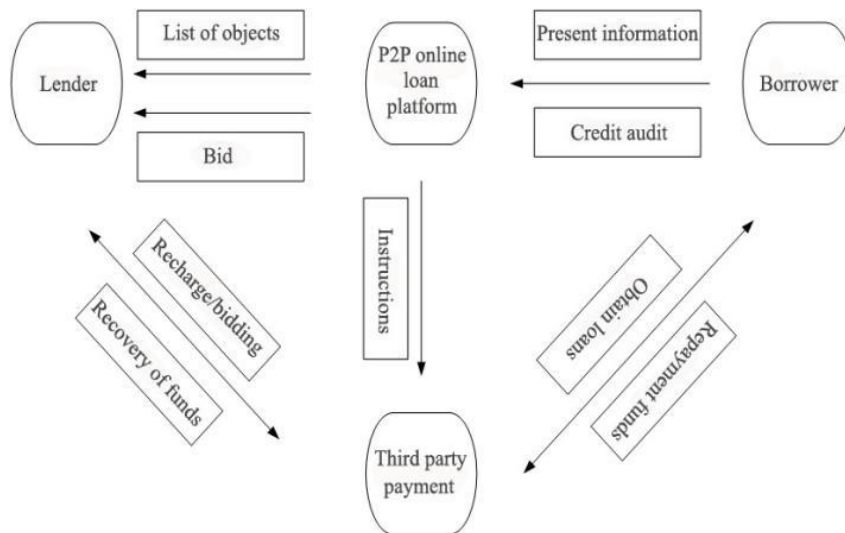 List of objects
Present information
Lender
P2P online
loan
platform
Borrower
Bid
Credit audit
Instructions
Recharge/bidding
Recovery of funds
Obtain loans
Repayment funds
Third party
payment